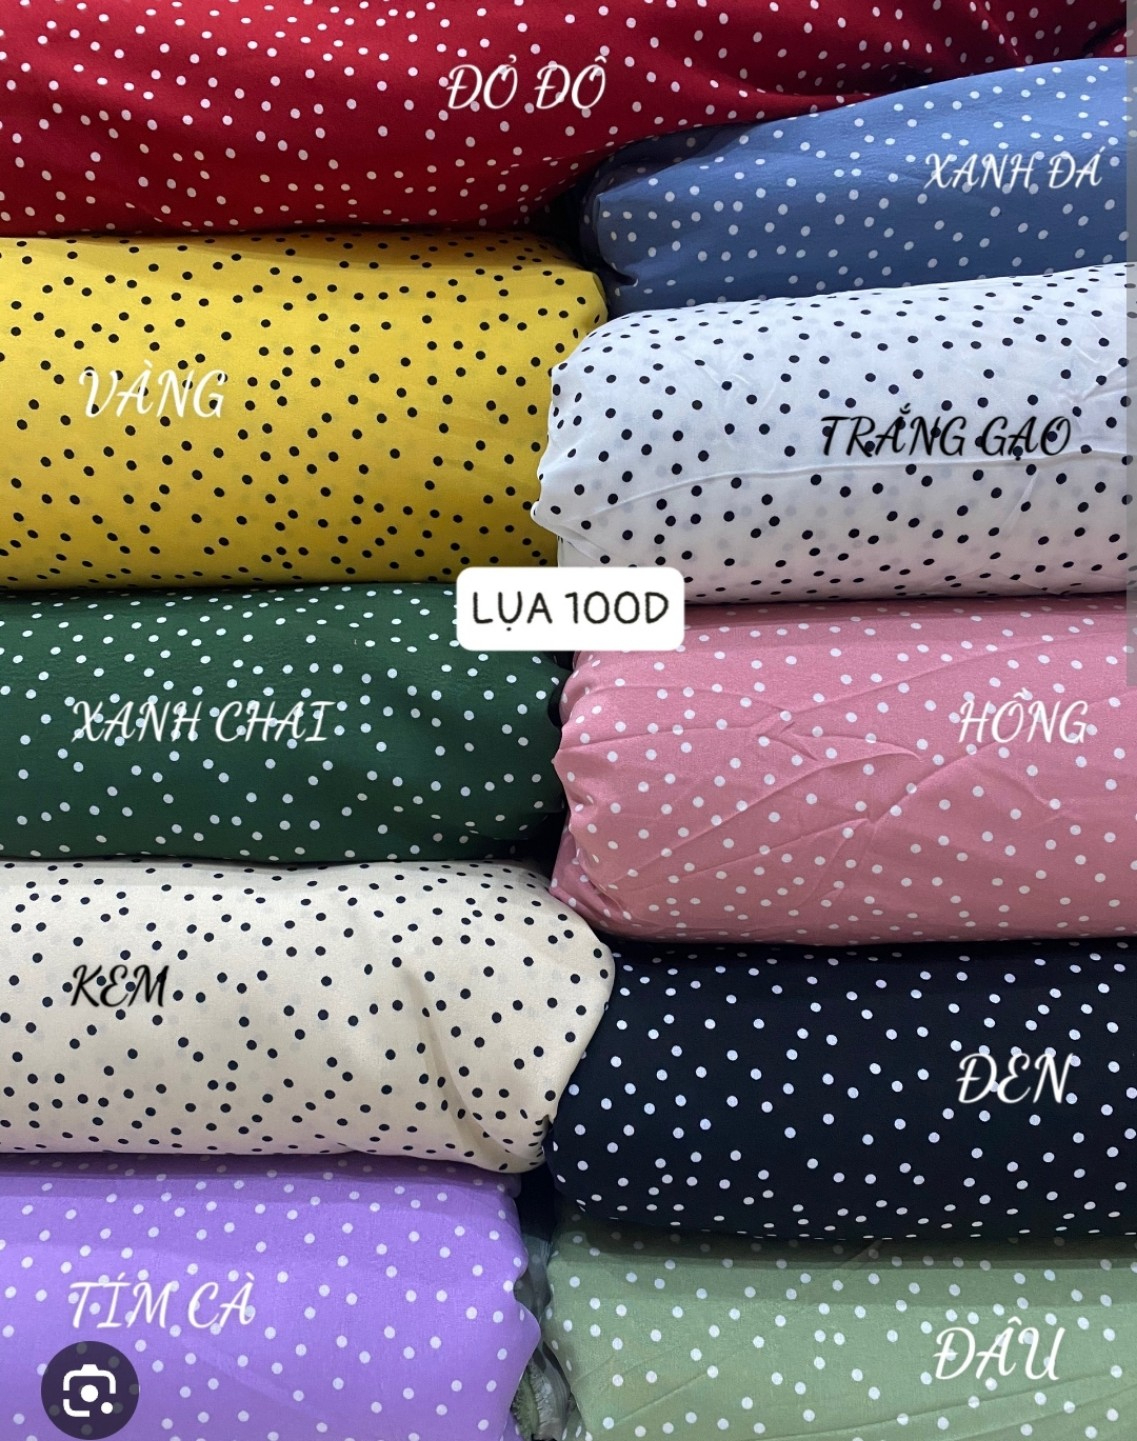 ĐỎ ĐÔ
XANH ĐÁ
VÀNG
TRẮNG GẠO
LỤA 100D
XANH CHAI
HỒNG
KEM
ĐEN
TÍM CÀ
ĐẬU